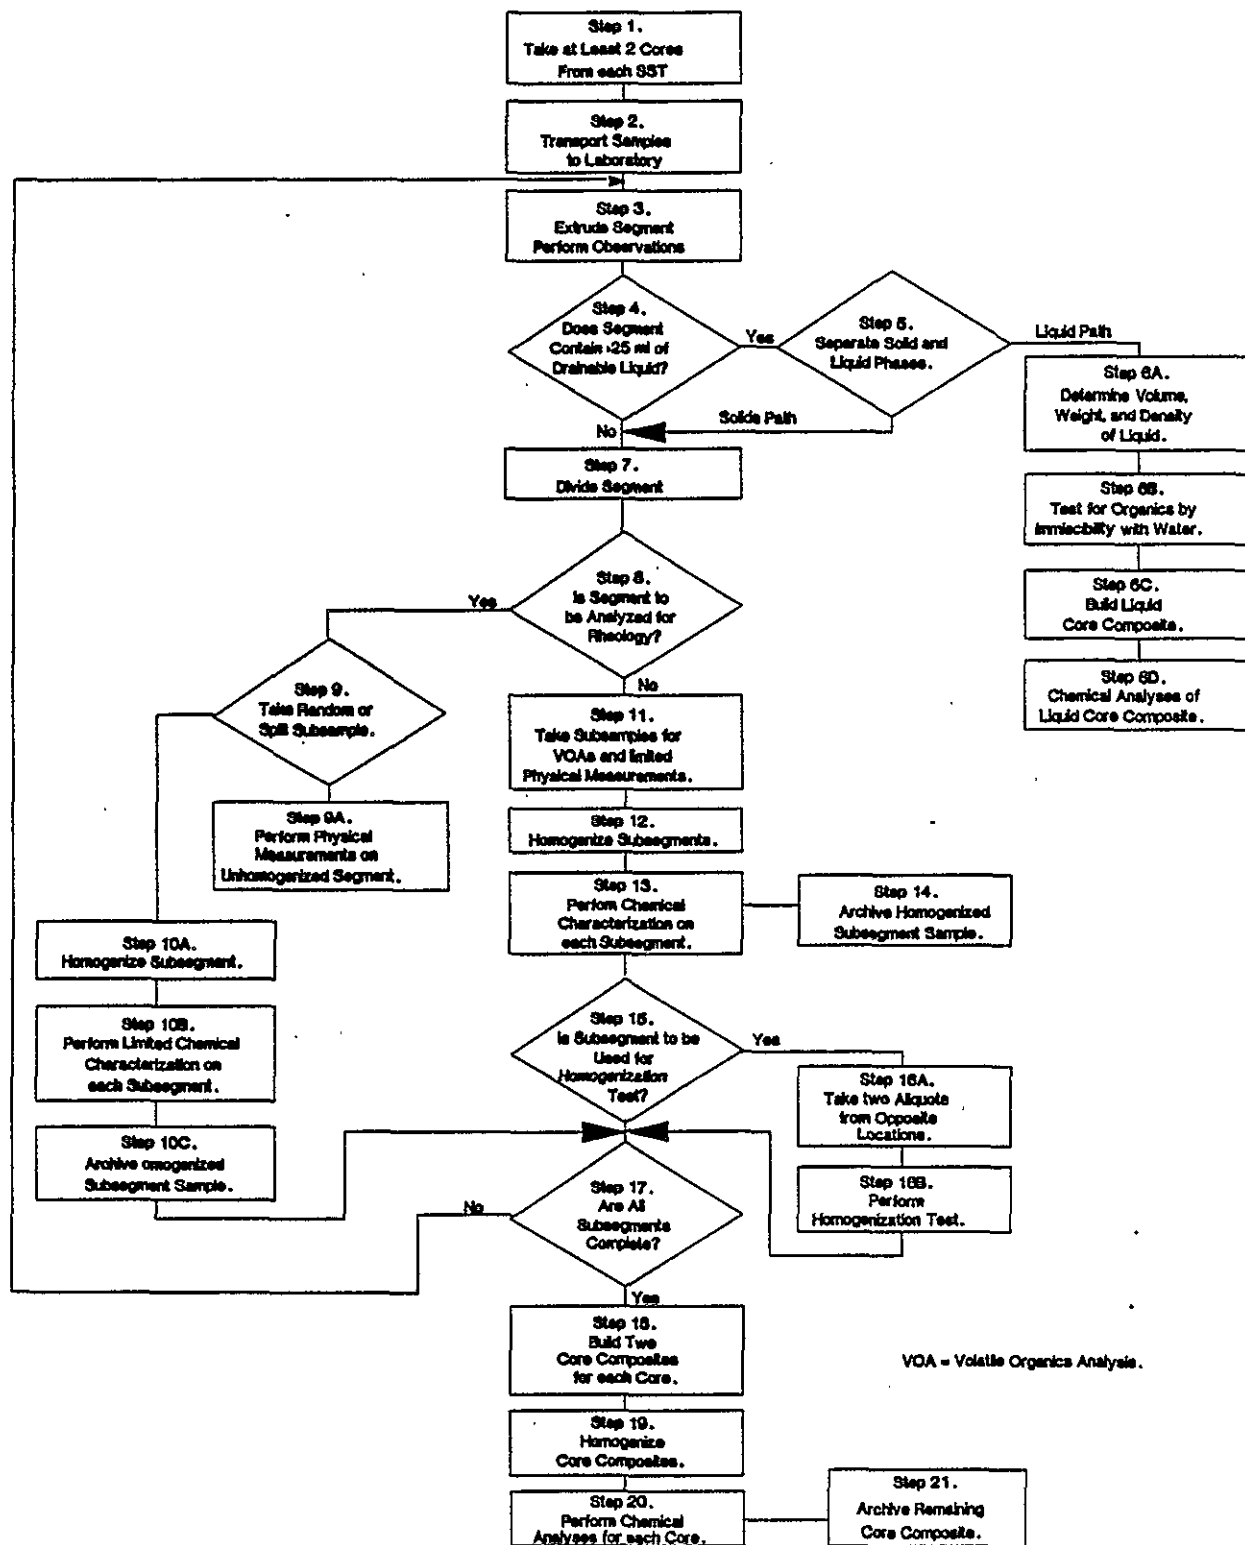 Step 1.
Take at Least 2 Cores
From each SST
Step 2.
Transport Samples
to Laboratory
Step 3.
Extrude Segment
Perform Observations
Step 4.
Does Segment
Contain >25 ml of
Drainable Liquid?
Yes
Step 5.
Separate Solid and
Liquid Phases.
Liquid Path
Step 6A.
Determine Volume,
Weight, and Density
of Liquid.
Solids Path
No
Step 7.
Divide Segment
Step 6B.
Test for Organics by
Immiscibility with Water.
Step 8.
Is Segment to
be Analyzed for
Rheology?
Yes
Step 6C.
Build Liquid
Core Composite.
Step 6D.
Chemical Analyses of
Liquid Core Composite.
No
Step 9.
Take Random or
Split Subsample.
Step 11.
Take Subsamples for
VOAs and limited
Physical Measurements.
Step 9A.
Perform Physical
Measurements on
Unhomogenized Segment.
Step 12.
Homogenize Subsegments.
Step 13.
Perform Chemical
Characterization on
each Subsegment.
Step 14.
Archive Homogenized
Subsegment Sample.
Step 10A.
Homogenize Subsegment.
Step 10B.
Perform Limited Chemical
Characterization on
each Subsegment.
Step 15.
Is Subsegment to be
Used for
Homogenization
Test?
Yes
Step 16A.
Take two Aliquots
from Opposite
Locations.
Step 10C.
Archive omogenized
Subsegment Sample.
Step 16B.
Perform
Homogenization Test.
Step 17.
Are All
Subsegments
Complete?
No
Yes
Step 18.
Build Two
Core Composites
for each Core.
VOA = Volatile Organics Analysis.
Step 19.
Homogenize
Core Composites.
Step 20.
Perform Chemical
Analyses for each Core.
Step 21.
Archive Remaining
Core Composite.